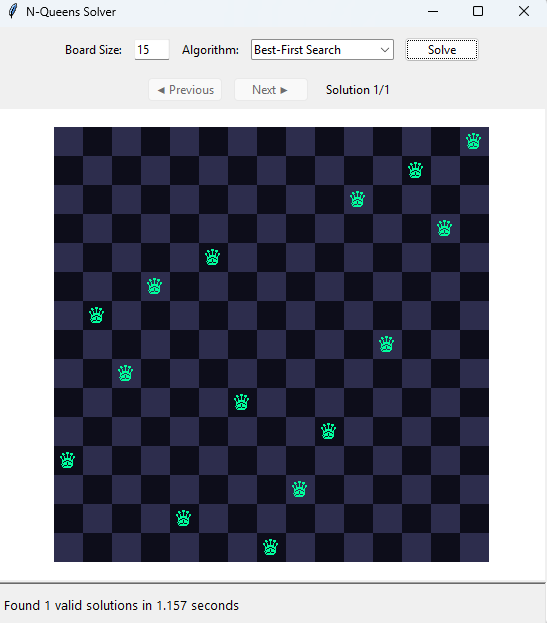 N-Queens Solver
Board Size: 15 Algorithm: Best-First Search Solve
◄ Previous Next ► Solution 1/1
Found 1 valid solutions in 1.157 seconds